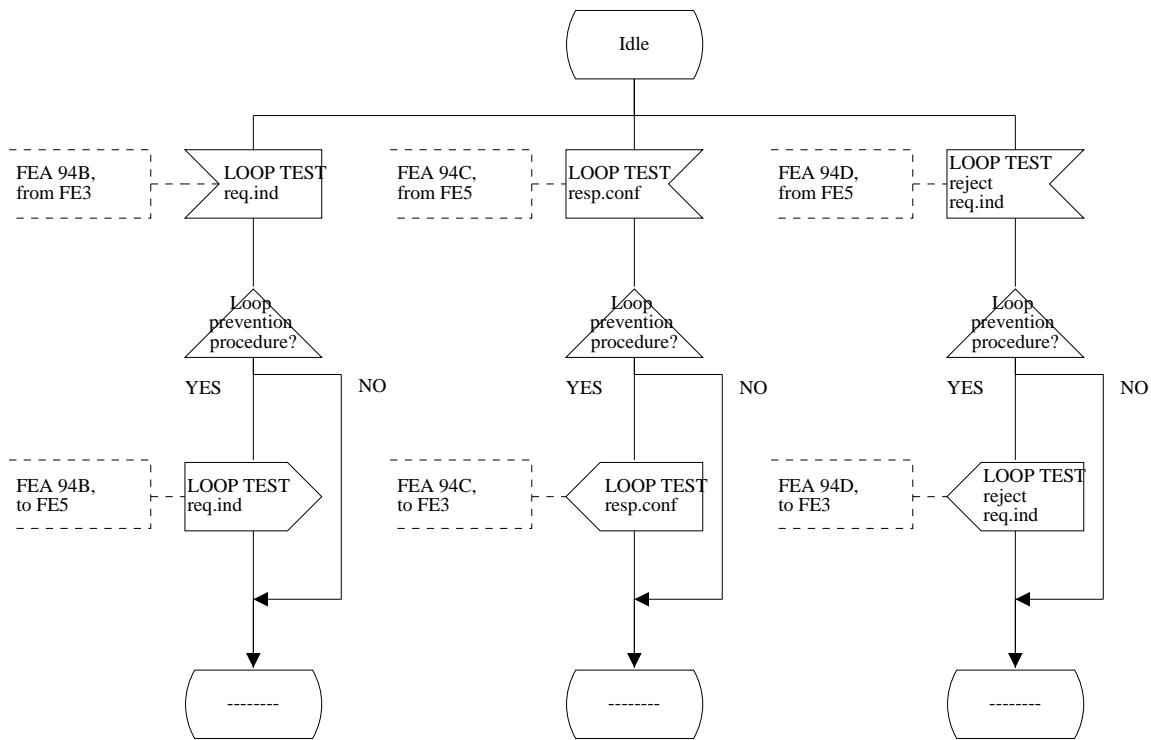 Idle
FEA 94B,
from FE3
LOOP TEST
req.ind
FEA 94C,
from FE5
LOOP TEST
resp.conf
FEA 94D,
from FE5
LOOP TEST
reject
req.ind
Loop
prevention
procedure?
Loop
prevention
procedure?
Loop
prevention
procedure?
YES
NO
YES
NO
YES
NO
FEA 94B,
to FE5
LOOP TEST
req.ind
FEA 94C,
to FE3
LOOP TEST
resp.conf
FEA 94D,
to FE3
LOOP TEST
reject
req.ind
--------
--------
--------